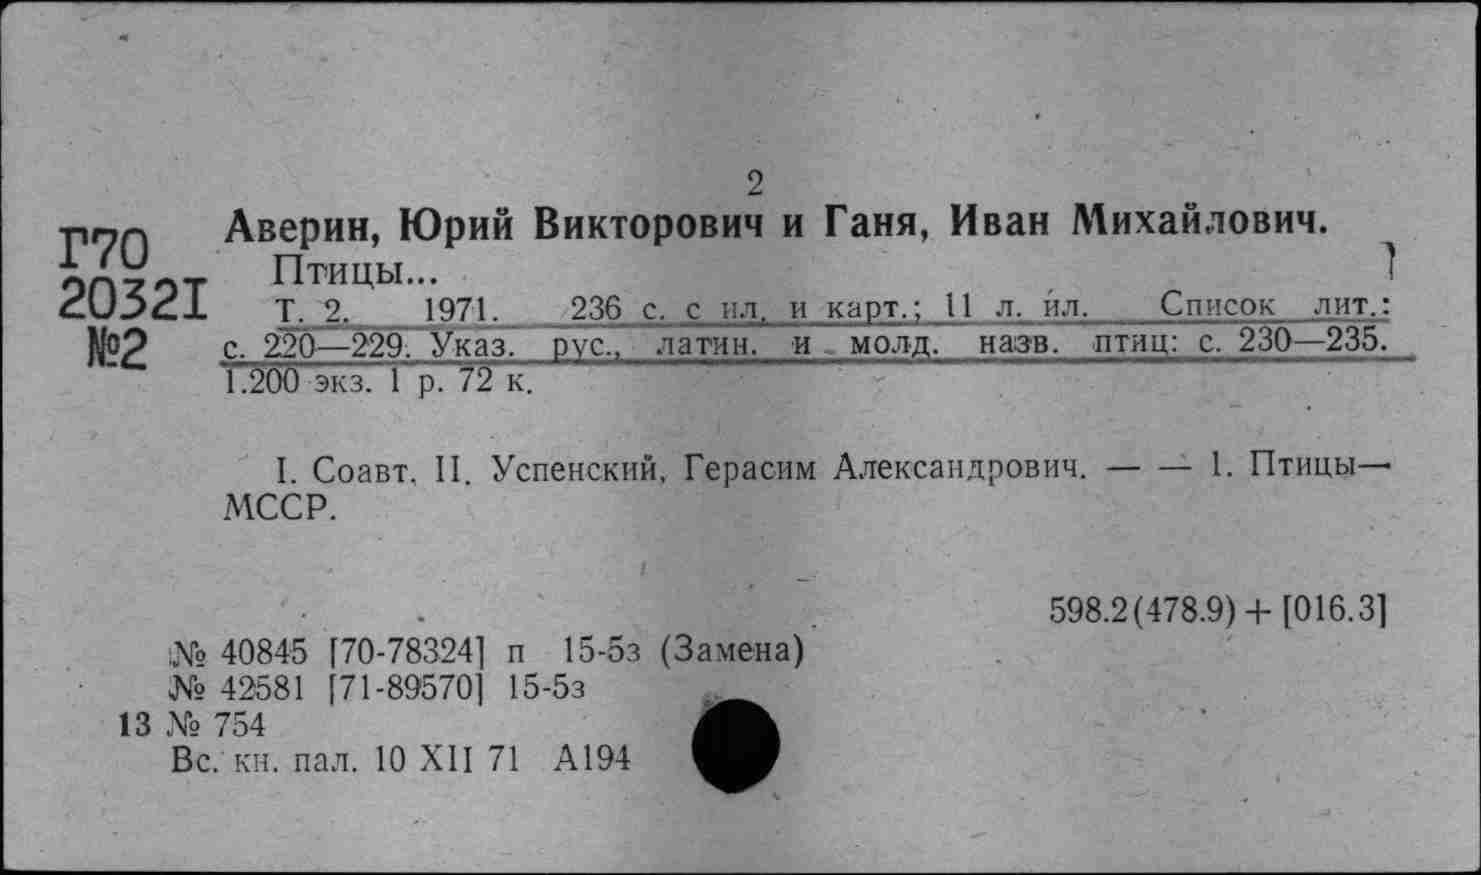 2
Аверин, Юрий Викторович и Ганя, Иван Михайлович.
Г70
Птицы...
20321
Т. 2. 1971. 236 с. с ил. и карт.; 11 л. ил. Список лит.:
№2
с. 220—229. Указ. рус., латин. и молд. назв. птиц: с. 230—235.
1.200 экз. 1 р. 72 к.
I. Соавт. II. Успенский, Герасим Александрович. — — 1. Птицы—
МССР.
598.2(478.9) + [016.3]
№ 40845 [70-78324] п 15-5з (Замена)
№ 42581 [71-89570] 15-5з
13 № 754
Вс. кн. пал. 10 XII 71 А194